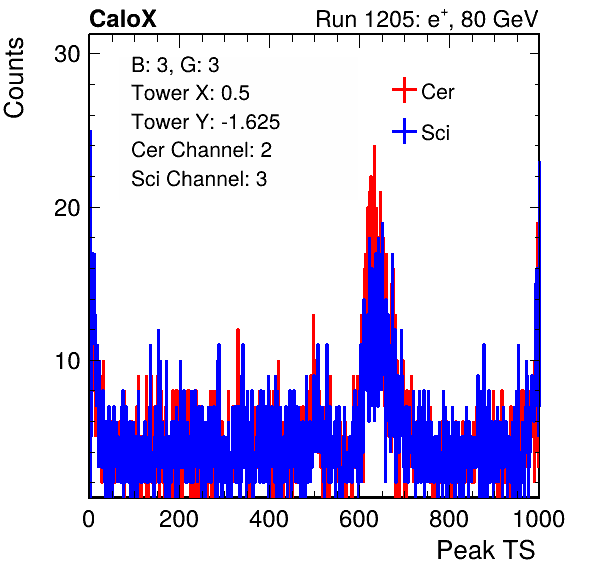 CaloX Run 1205: e⁺, 80 GeV
Counts
B: 3, G: 3
Tower X: 0.5
Tower Y: -1.625
Cer Channel: 2
Sci Channel: 3
Cer
Sci
30
20
10
0 200 400 600 800 1000
Peak TS